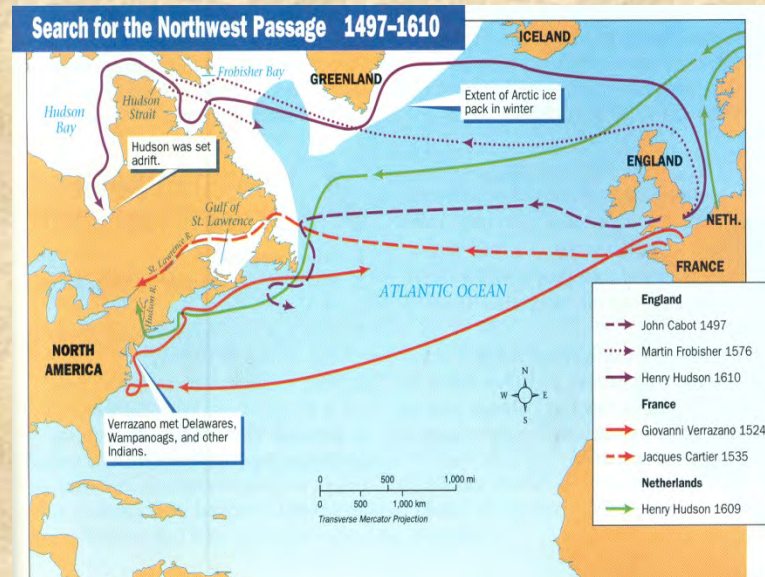 Search for the Northwest Passage 1497–1610
ICELAND
Frobisher Bay
GREENLAND
Hudson
Strait
Hudson
Bay
Extent of Arctic ice
pack in winter
Hudson was set
adrift.
ENGLAND
Gulf of
St. Lawrence
NETH.
St. Lawrence R.
FRANCE
ATLANTIC OCEAN
Hudson R.
NORTH
AMERICA
Verrazano met Delawares,
Wampanoags, and other
Indians.
N
W E
S
0 500 1,000 mi
0 500 1,000 km
Transverse Mercator Projection
England
John Cabot 1497
Martin Frobisher 1576
Henry Hudson 1610
France
Giovanni Verrazano 1524
Jacques Cartier 1535
Netherlands
Henry Hudson 1609